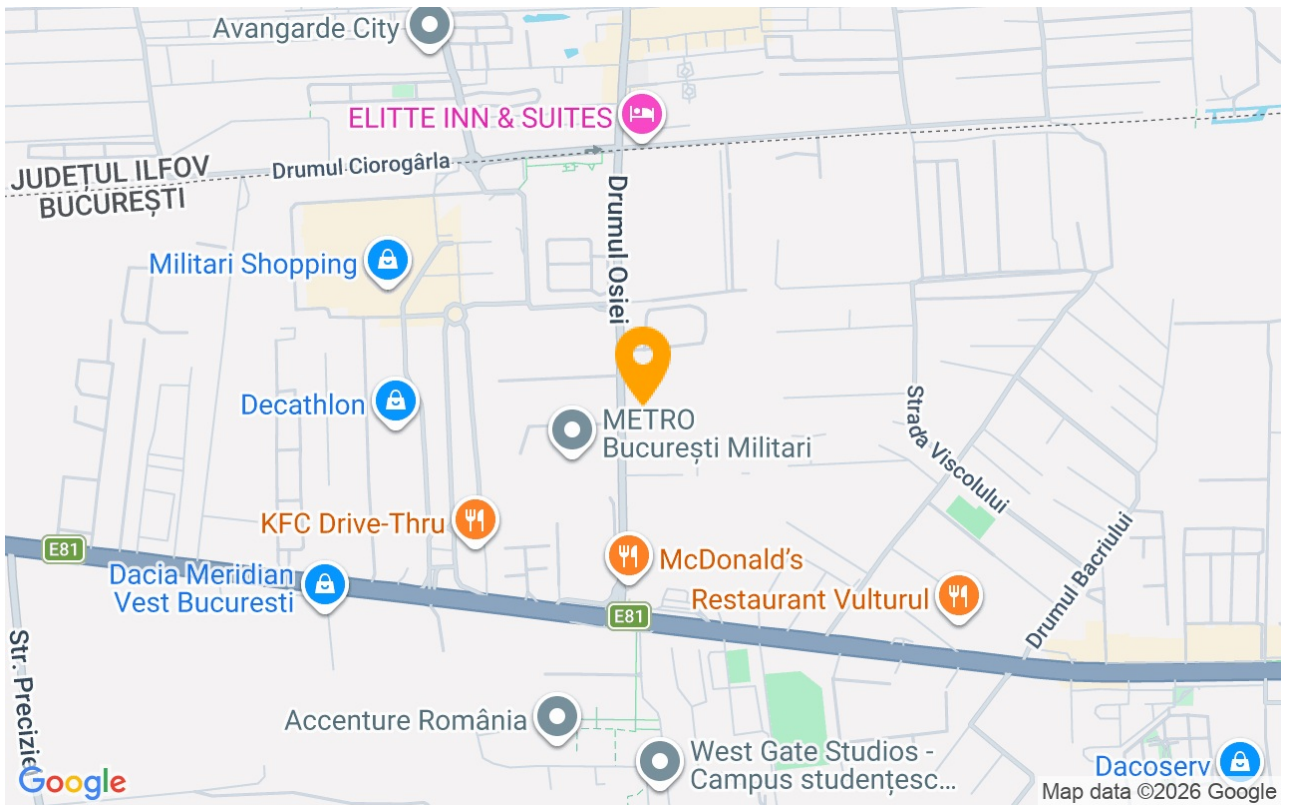 Avangarde City
ELITTE INN & SUITES
JUDEȚUL ILFOV
BUCUREȘTI
Drumul Ciorogârla
Drumul Osiei
Militari Shopping
Decathlon
METRO
București Militari
Strada Viscolului
KFC Drive-Thru
E81
Dacia Meridian
Vest Bucuresti
McDonald's
Restaurant Vulturul
E81
Drumul Bacriului
Str. Preciziei
Accenture România
West Gate Studios -
Campus studențesc...
Dacoserv
Google
Map data ©2026 Google